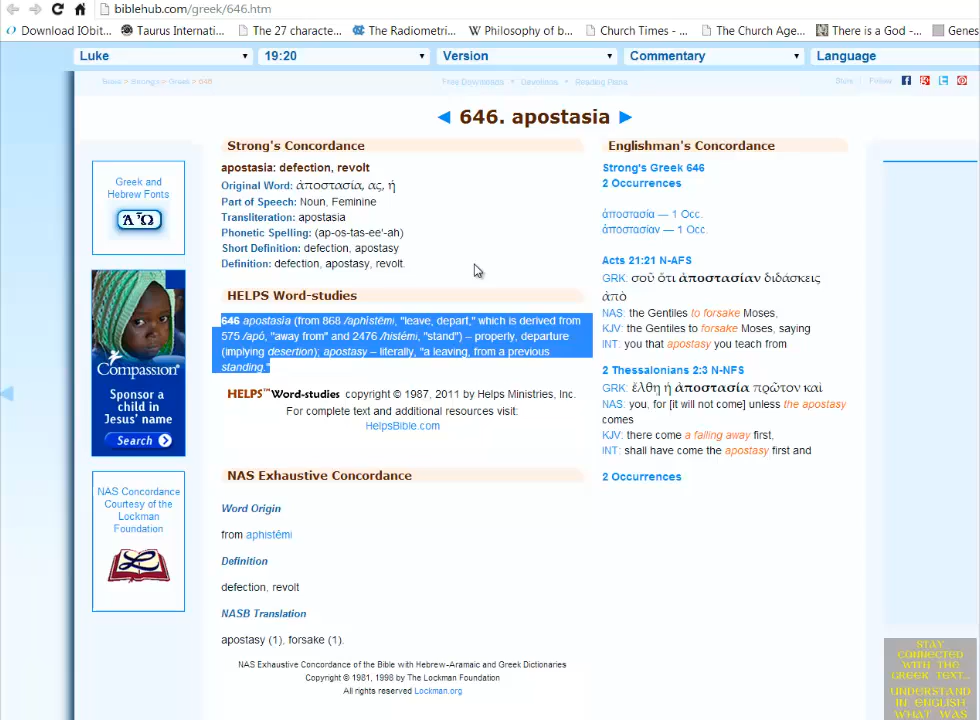 biblehub.com/greek/646.htm
Download IObit... Taurus Internati... The 27 characte... The Radiometri... Philosophy of b... Church Times - ... The Church Age... There is a God -... Genes
Luke 19:20 Version Commentary Language
Strong's > Greek > 646 Free Downloads • Devotions • Reading Plans Share Follow
◄ 646. apostasia ►
Strong's Concordance
apostasia: defection, revolt
Original Word: ἀποστασία, ας, ἡ
Part of Speech: Noun, Feminine
Transliteration: apostasia
Phonetic Spelling: (ap-os-tas-ee'-ah)
Short Definition: defection, apostasy
Definition: defection, apostasy, revolt.
HELPS Word-studies
646 apostasia (from 868 /aphístēmi, "leave, depart," which is derived from
575 /apó, "away from" and 2476 /histémi, "stand") – properly, departure
(implying desertion); apostasy – literally, "a leaving, from a previous
standing."
HELPS™Word-studies copyright © 1987, 2011 by Helps Ministries, Inc.
For complete text and additional resources visit:
HelpsBible.com
NAS Exhaustive Concordance
Word Origin
from aphistémi
Definition
defection, revolt
NASB Translation
apostasy (1), forsake (1).
NAS Exhaustive Concordance of the Bible with Hebrew-Aramaic and Greek Dictionaries
Copyright © 1981, 1998 by The Lockman Foundation
All rights reserved Lockman.org
Englishman's Concordance
Strong's Greek 646
2 Occurrences
ἀποστασία — 1 Occ.
ἀποστασίαν — 1 Occ.
Acts 21:21 N-AFS
GRK: σοῦ ὅτι ἀποστασίαν διδάσκεις
ἀπὸ
NAS: the Gentiles to forsake Moses,
KJV: the Gentiles to forsake Moses, saying
INT: you that apostasy you teach from
2 Thessalonians 2:3 N-NFS
GRK: ἔλθῃ ἡ ἀποστασία πρῶτον καὶ
NAS: you, for [it will not come] unless the apostasy
comes
KJV: there come a falling away first,
INT: shall have come the apostasy first and
2 Occurrences
Greek and
Hebrew Fonts
Compassion®
Sponsor a
child in
Jesus' name
Search
NAS Concordance
Courtesy of the
Lockman
Foundation
STAY
CONNECTED
WITH THE
GREEK TEXT...
UNDERSTAND
IN ENGLISH
WHAT WAS